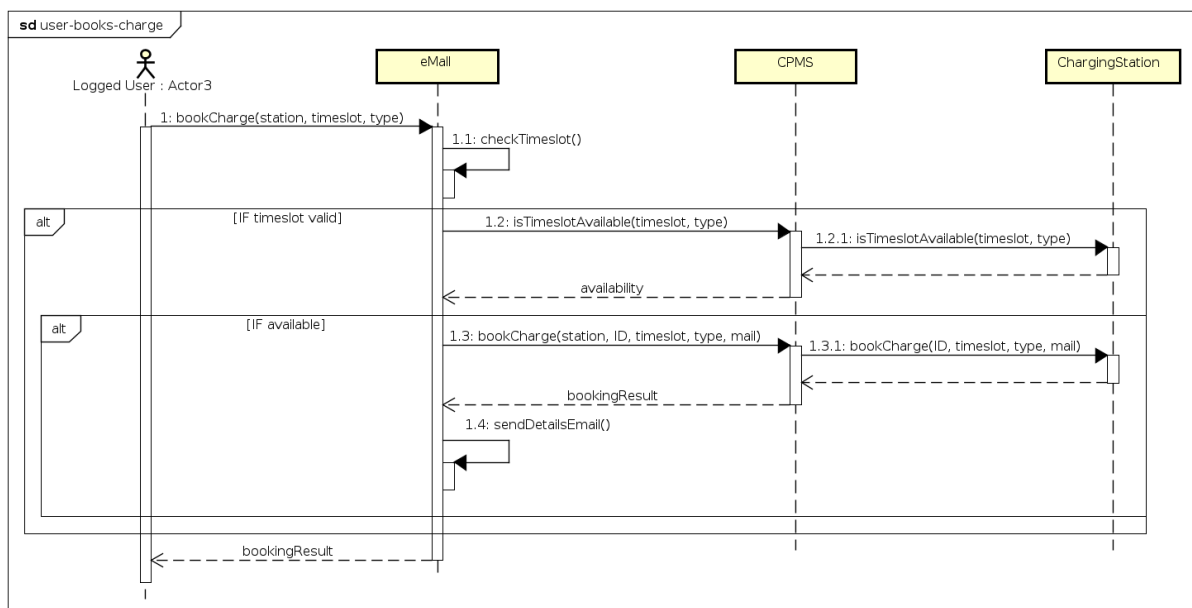 sd user-books-charge
Logged User : Actor3
eMall
CPMS
ChargingStation
1: bookCharge(station, timeslot, type)
1.1: checkTimeslot()
alt
[IF timeslot valid]
1.2: isTimeslotAvailable(timeslot, type)
1.2.1: isTimeslotAvailable(timeslot, type)
availability
alt
[IF available]
1.3: bookCharge(station, ID, timeslot, type, mail)
1.3.1: bookCharge(ID, timeslot, type, mail)
bookingResult
1.4: sendDetailsEmail()
bookingResult